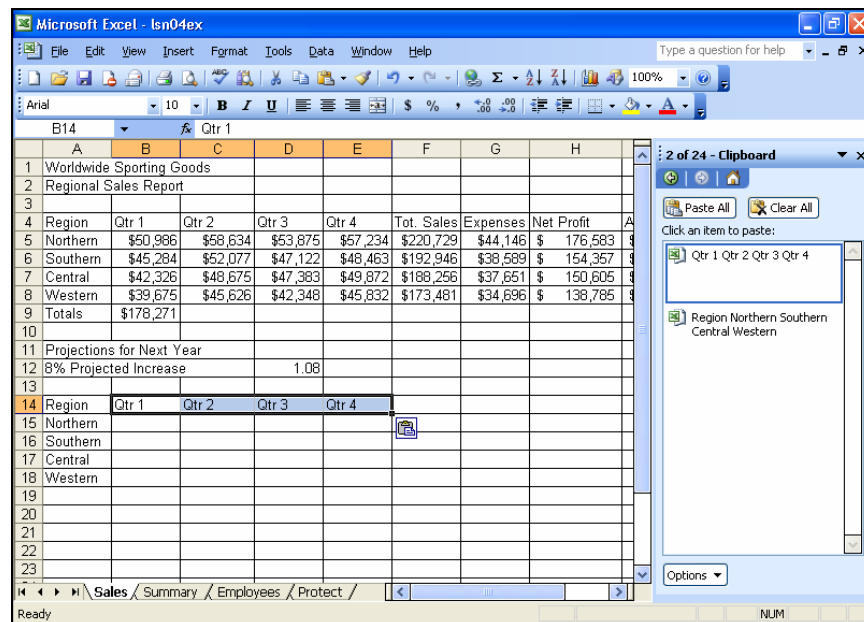 Microsoft Excel - lsn04ex
File Edit View Insert Format Tools Data Window Help Type a question for help
100%
Arial 10 B I U $ % ,
B14 fx Qtr 1
A B C D E F G H
1 Worldwide Sporting Goods
2 Regional Sales Report
3
4 Region Qtr 1 Qtr 2 Qtr 3 Qtr 4 Tot. Sales Expenses Net Profit A
5 Northern $50,986 $58,634 $53,875 $57,234 $220,729 $44,146 $ 176,583 $
6 Southern $45,284 $52,077 $47,122 $48,463 $192,946 $38,589 $ 154,357 $
7 Central $42,326 $48,675 $47,383 $49,872 $188,256 $37,651 $ 150,605 $
8 Western $39,675 $45,626 $42,348 $45,832 $173,481 $34,696 $ 138,785 $
9 Totals $178,271
10
11 Projections for Next Year
12 8% Projected Increase 1.08
13
14 Region Qtr 1 Qtr 2 Qtr 3 Qtr 4
15 Northern
16 Southern
17 Central
18 Western
19
20
21
22
23
Sales Summary Employees Protect
Ready NUM
2 of 24 - Clipboard
Paste All Clear All
Click an item to paste:
Qtr 1 Qtr 2 Qtr 3 Qtr 4
Region Northern Southern
Central Western
Options